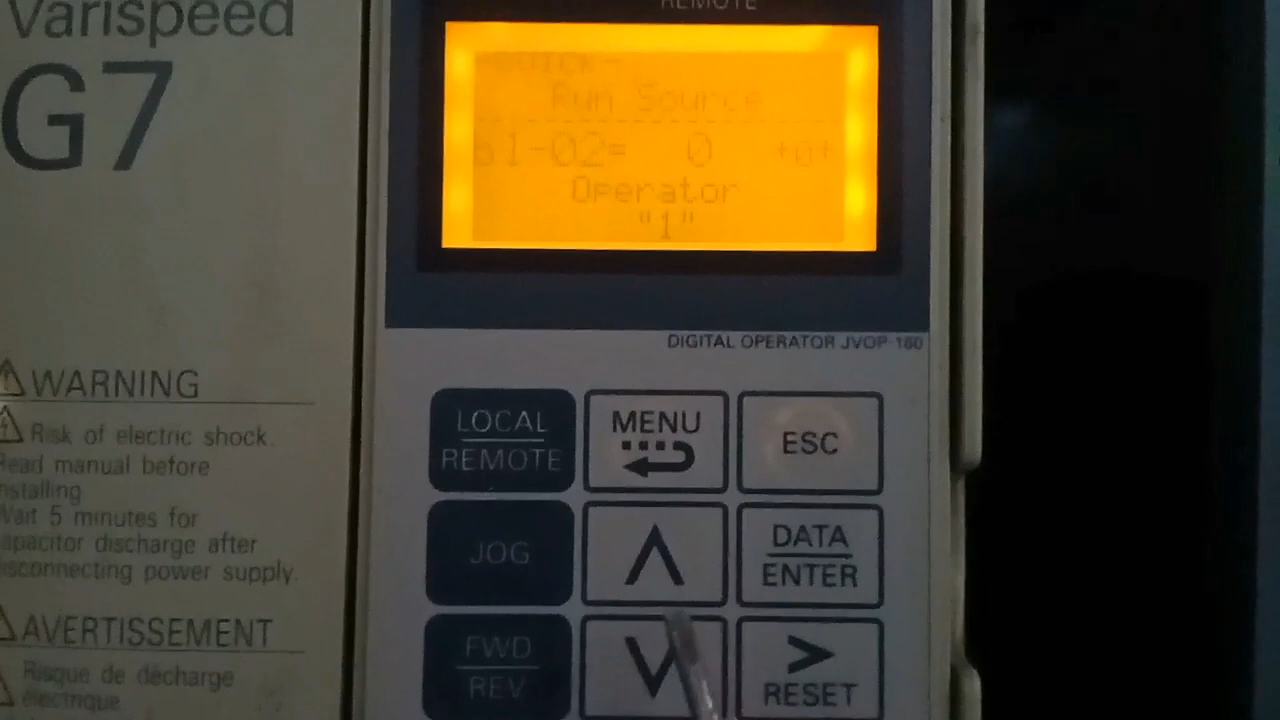 Varispeed
G7
WARNING
Risk of electric shock.
Read manual before
installing
Wait 5 minutes for
capacitor discharge after
disconnecting power supply.
AVERTISSEMENT
Risque de décharge
électrique
REMOTE
-QUICK-
Run Source
b1-02= 0 *0*
Operator
"1"
DIGITAL OPERATOR JVOP-160
LOCAL
REMOTE
MENU
ESC
JOG
DATA
ENTER
FWD
REV
>
RESET